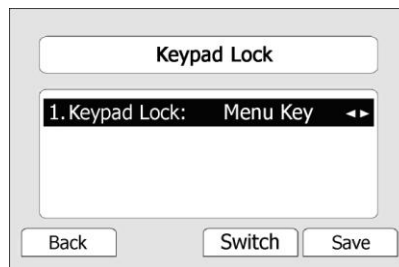 Keypad Lock
1.Keypad Lock: Menu Key ◂▸
Back Switch Save